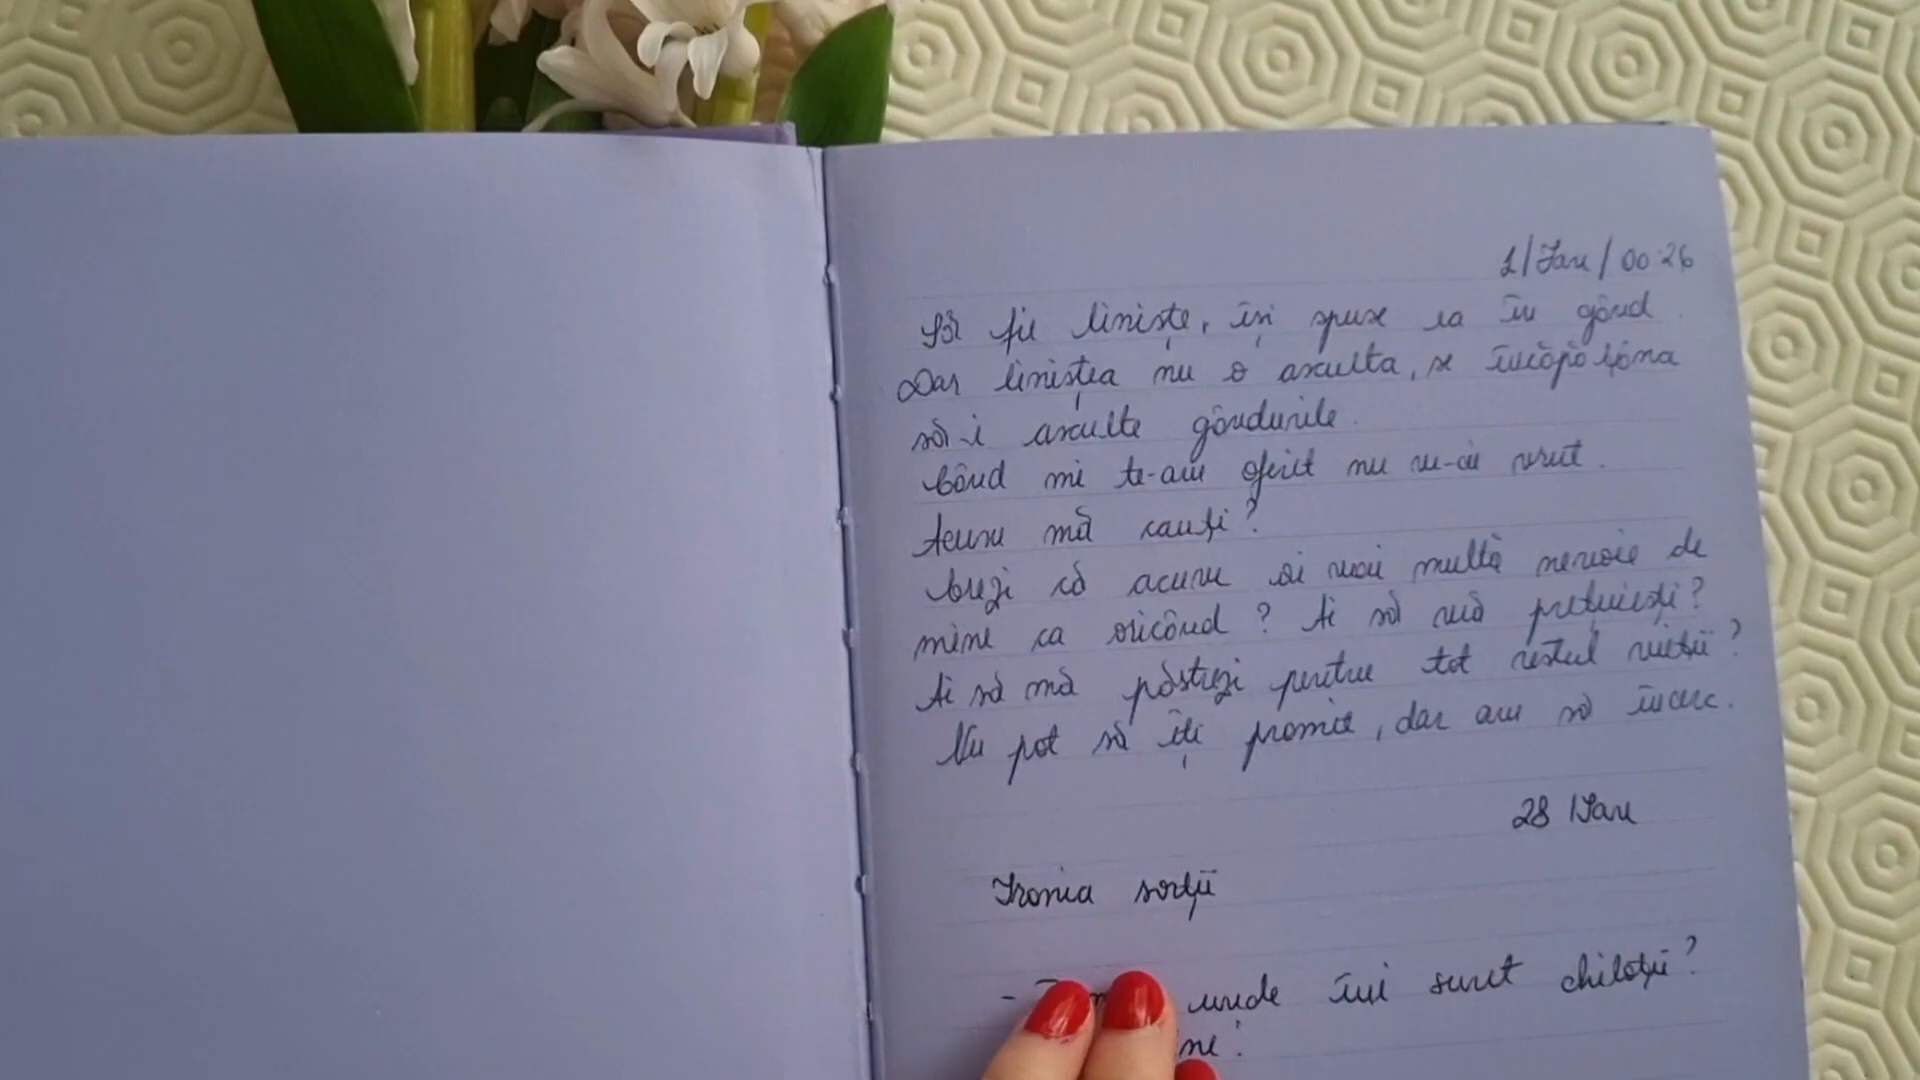 1/Ian/00:26
Să fie liniște, își spuse ea în gând.
Dar liniștea nu o asculta, se încăpățâna
să-i asculte gândurile.
Când mi te-am oferit nu m-ai vrut.
Acum mă cauți?
Crezi că acum ai mai multă nevoie de
mine ca oricând? Ai să mă prețuiești?
Ai să mă păstrezi pentru tot restul vieții?
Nu pot să îți promit, dar am să încerc.
28 Ian
Ironia sorții
- unde îmi sunt chiloții?